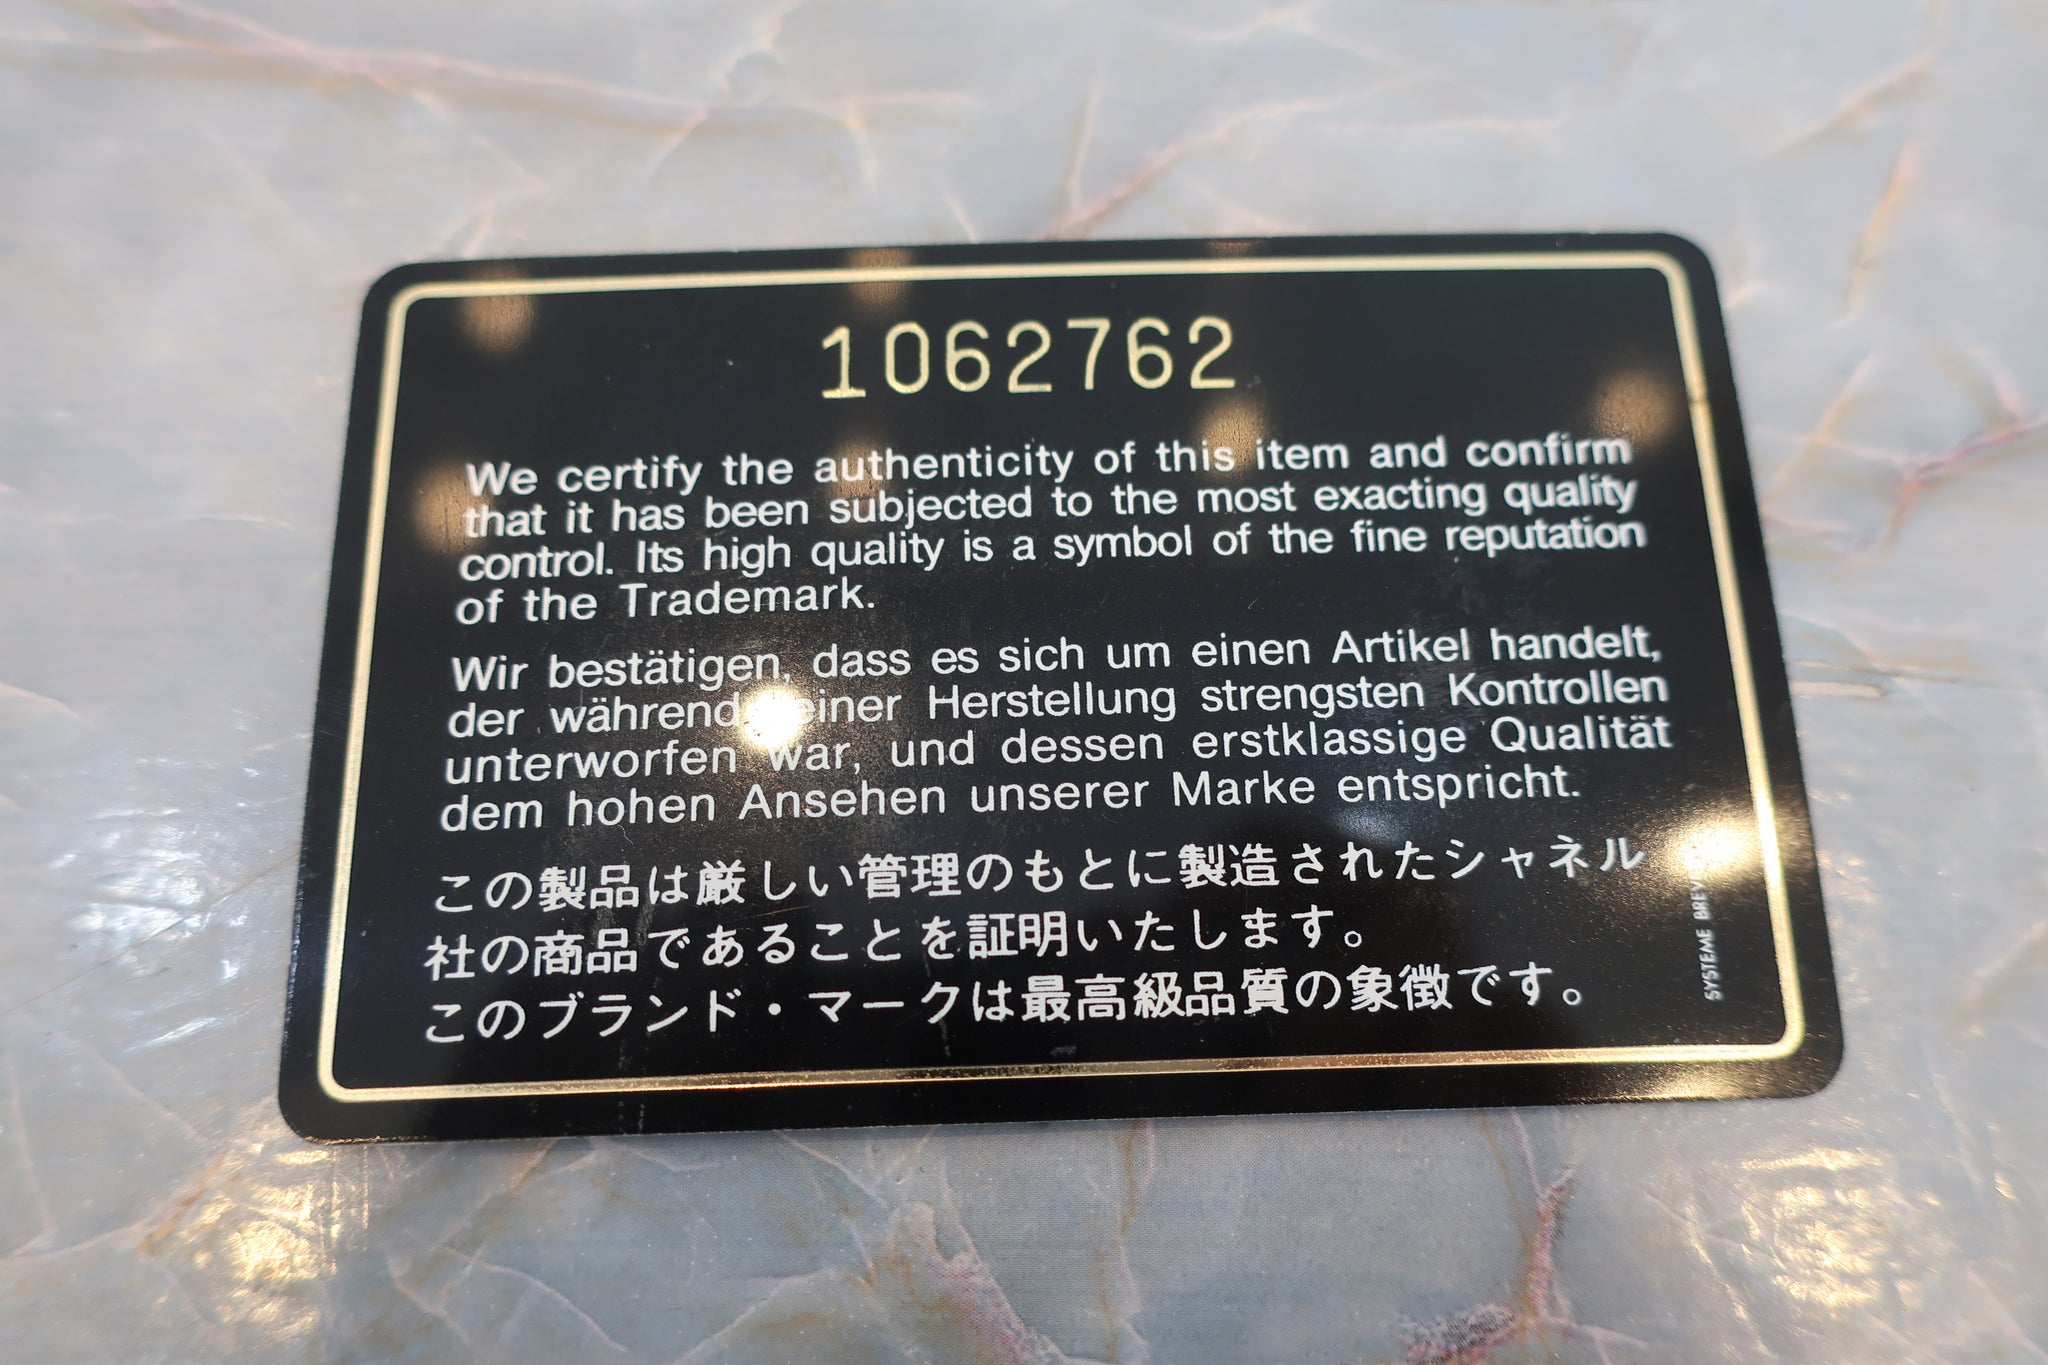 1062762
We certify the authenticity of this item and confirm
that it has been subjected to the most exacting quality
control. Its high quality is a symbol of the fine reputation
of the Trademark.
Wir bestätigen, dass es sich um einen Artikel handelt,
der während einer Herstellung strengsten Kontrollen
unterworfen war, und dessen erstklassige Qualität
dem hohen Ansehen unserer Marke entspricht.
この製品は厳しい管理のもとに製造されたシャネル
社の商品であることを証明いたします。
このブランド・マークは最高級品質の象徴です。
SYSTEME